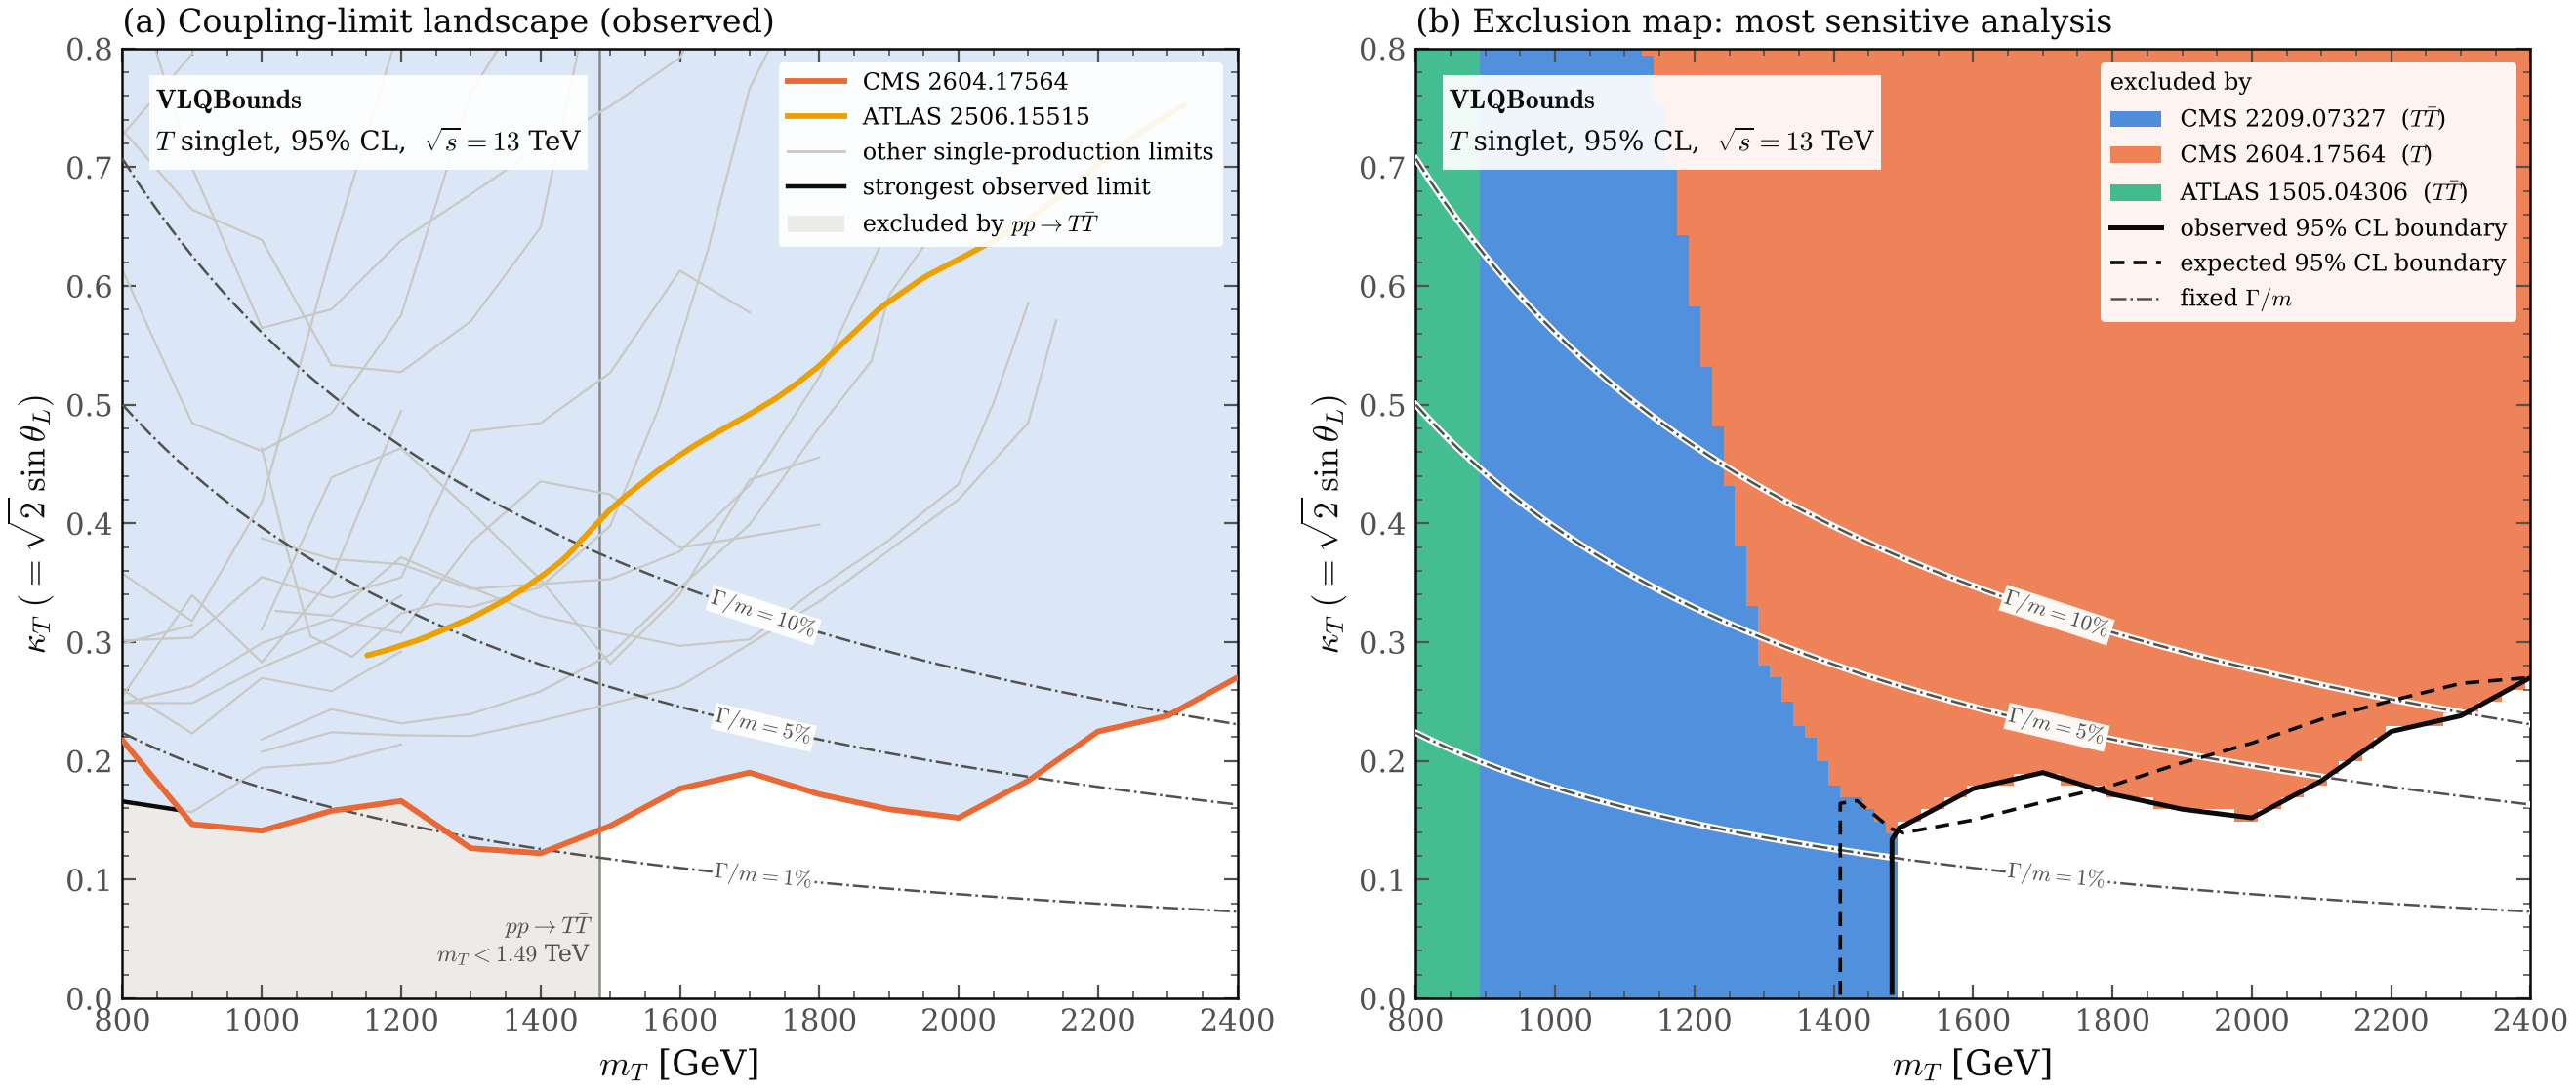 (a) Coupling-limit landscape (observed)
VLQBounds
T singlet, 95% CL, √s = 13 TeV
CMS 2604.17564
ATLAS 2506.15515
other single-production limits
strongest observed limit
excluded by pp → TT̄
Γ/m = 10%
Γ/m = 5%
Γ/m = 1%
pp → TT̄
m_T < 1.49 TeV
κ_T ( = √2 sin θ_L)
0.8
0.7
0.6
0.5
0.4
0.3
0.2
0.1
0.0
800 1000 1200 1400 1600 1800 2000 2200 2400
m_T [GeV]
(b) Exclusion map: most sensitive analysis
VLQBounds
T singlet, 95% CL, √s = 13 TeV
excluded by
CMS 2209.07327 (TT̄)
CMS 2604.17564 (T)
ATLAS 1505.04306 (TT̄)
observed 95% CL boundary
expected 95% CL boundary
fixed Γ/m
Γ/m = 10%
Γ/m = 5%
Γ/m = 1%
κ_T ( = √2 sin θ_L)
0.8
0.7
0.6
0.5
0.4
0.3
0.2
0.1
0.0
800 1000 1200 1400 1600 1800 2000 2200 2400
m_T [GeV]